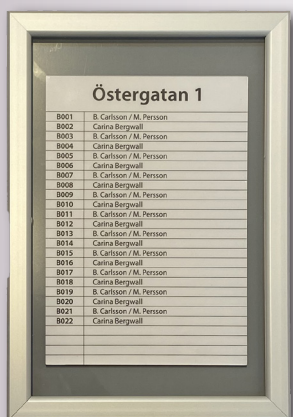 Östergatan 1
B001 B. Carlsson / M. Persson
B002 Carina Bergwall
B003 B. Carlsson / M. Persson
B004 Carina Bergwall
B005 B. Carlsson / M. Persson
B006 Carina Bergwall
B007 B. Carlsson / M. Persson
B008 Carina Bergwall
B009 B. Carlsson / M. Persson
B010 Carina Bergwall
B011 B. Carlsson / M. Persson
B012 Carina Bergwall
B013 B. Carlsson / M. Persson
B014 Carina Bergwall
B015 B. Carlsson / M. Persson
B016 Carina Bergwall
B017 B. Carlsson / M. Persson
B018 Carina Bergwall
B019 B. Carlsson / M. Persson
B020 Carina Bergwall
B021 B. Carlsson / M. Persson
B022 Carina Bergwall